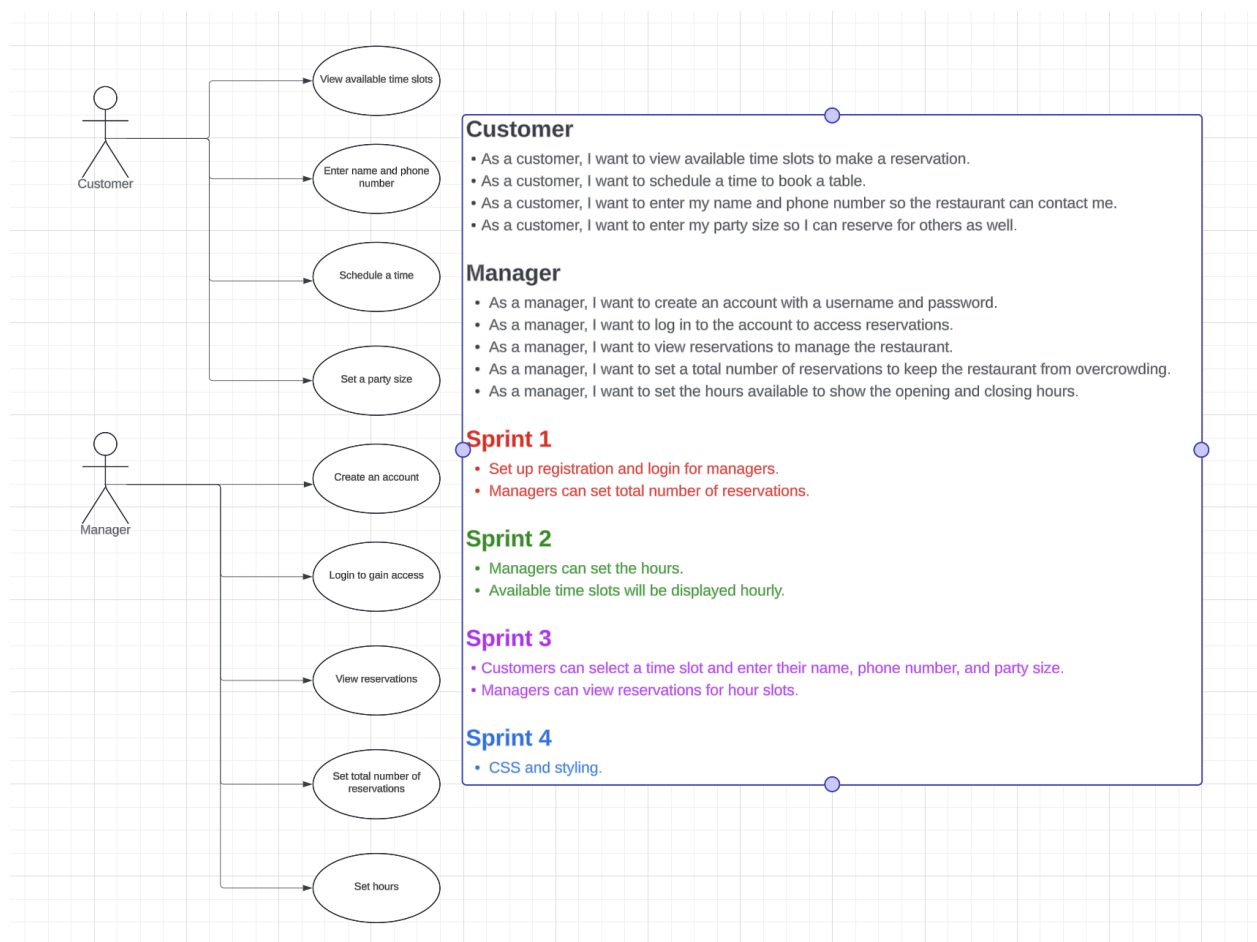 View available time slots
Customer
Enter name and phone
number
Schedule a time
Set a party size
Manager
Create an account
Login to gain access
View reservations
Set total number of
reservations
Set hours
Customer
• As a customer, I want to view available time slots to make a reservation.
• As a customer, I want to schedule a time to book a table.
• As a customer, I want to enter my name and phone number so the restaurant can contact me.
• As a customer, I want to enter my party size so I can reserve for others as well.
Manager
• As a manager, I want to create an account with a username and password.
• As a manager, I want to log in to the account to access reservations.
• As a manager, I want to view reservations to manage the restaurant.
• As a manager, I want to set a total number of reservations to keep the restaurant from overcrowding.
• As a manager, I want to set the hours available to show the opening and closing hours.
Sprint 1
• Set up registration and login for managers.
• Managers can set total number of reservations.
Sprint 2
• Managers can set the hours.
• Available time slots will be displayed hourly.
Sprint 3
• Customers can select a time slot and enter their name, phone number, and party size.
• Managers can view reservations for hour slots.
Sprint 4
• CSS and styling.